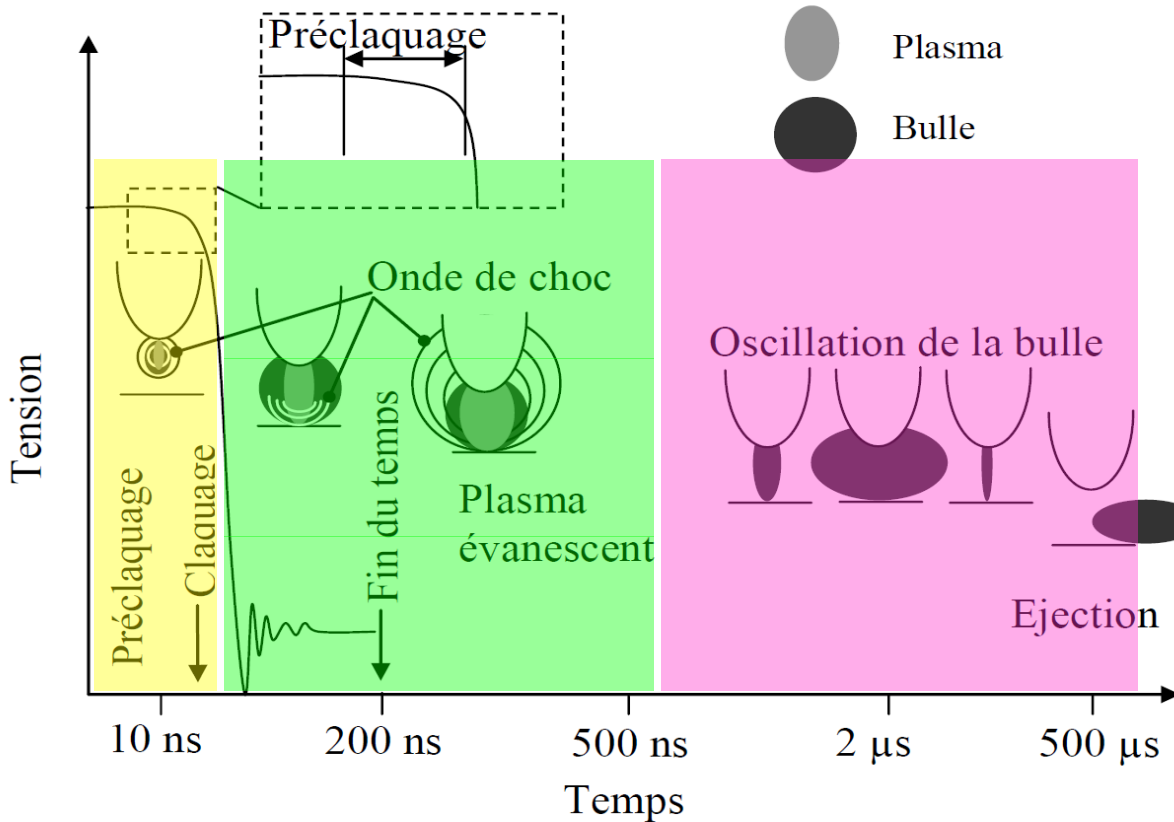 Préclaquage
Plasma
Bulle
Onde de choc
Oscillation de la bulle
Tension
Préclaquage
Claquage
Fin du temps
Plasma
évanescent
Ejection
10 ns
200 ns
500 ns
2 µs
500 µs
Temps